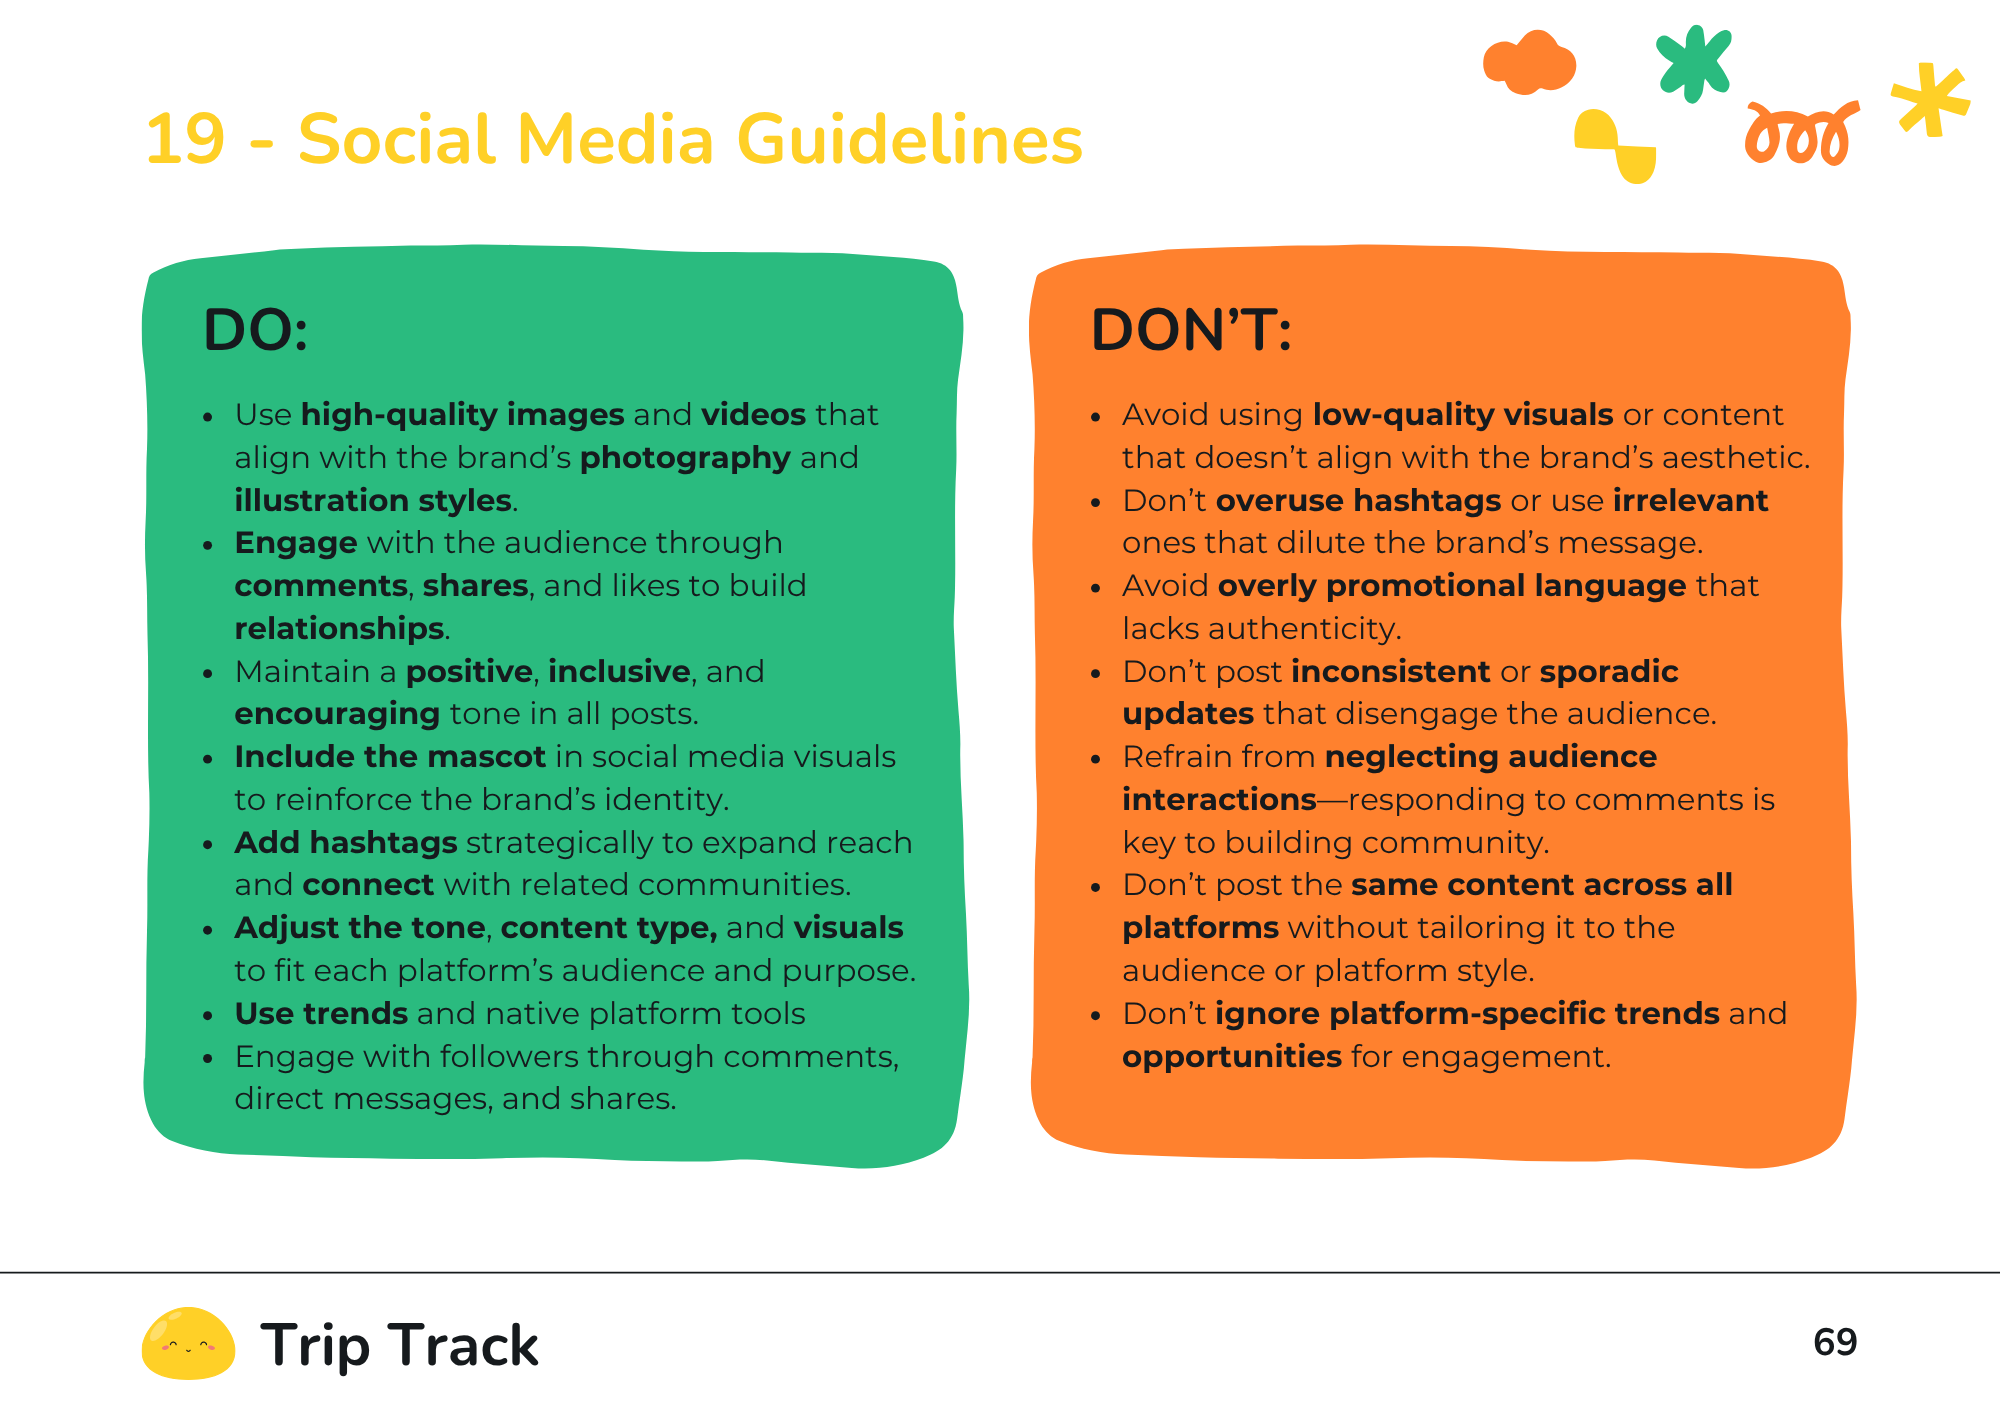 19 - Social Media Guidelines
DO:
• Use high-quality images and videos that
align with the brand’s photography and
illustration styles.
• Engage with the audience through
comments, shares, and likes to build
relationships.
• Maintain a positive, inclusive, and
encouraging tone in all posts.
• Include the mascot in social media visuals
to reinforce the brand’s identity.
• Add hashtags strategically to expand reach
and connect with related communities.
• Adjust the tone, content type, and visuals
to fit each platform’s audience and purpose.
• Use trends and native platform tools
• Engage with followers through comments,
direct messages, and shares.
DON’T:
• Avoid using low-quality visuals or content
that doesn’t align with the brand’s aesthetic.
• Don’t overuse hashtags or use irrelevant
ones that dilute the brand’s message.
• Avoid overly promotional language that
lacks authenticity.
• Don’t post inconsistent or sporadic
updates that disengage the audience.
• Refrain from neglecting audience
interactions—responding to comments is
key to building community.
• Don’t post the same content across all
platforms without tailoring it to the
audience or platform style.
• Don’t ignore platform-specific trends and
opportunities for engagement.
Trip Track
69